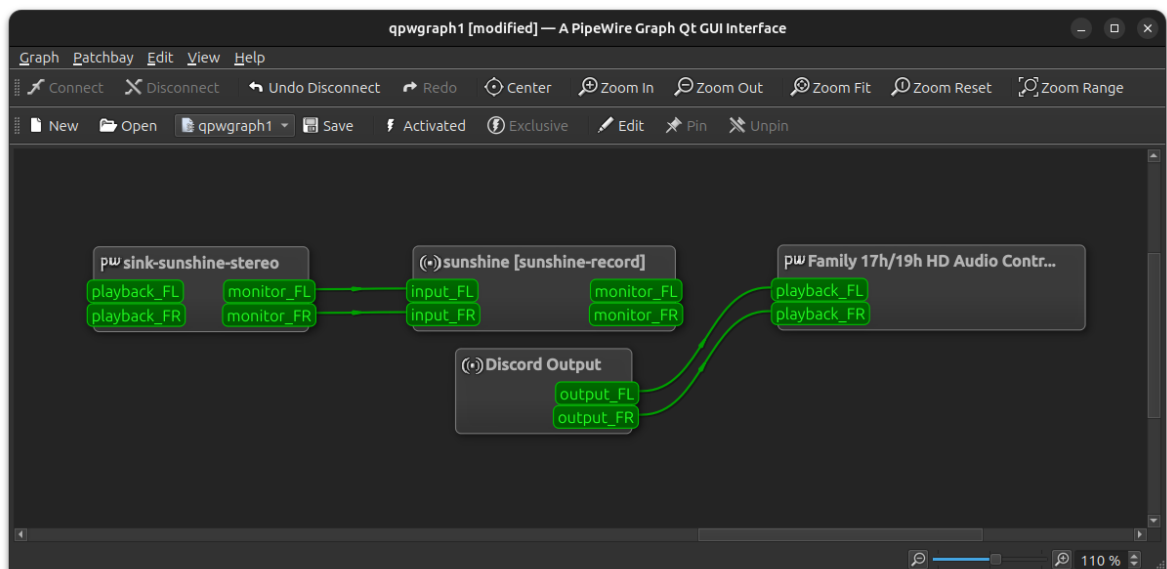 qpwgraph1 [modified] — A PipeWire Graph Qt GUI Interface
Graph Patchbay Edit View Help
Connect Disconnect Undo Disconnect Redo Center Zoom In Zoom Out Zoom Fit Zoom Reset Zoom Range
New Open qpwgraph1 Save Activated Exclusive Edit Pin Unpin
pw sink-sunshine-stereo
playback_FL monitor_FL
playback_FR monitor_FR
sunshine [sunshine-record]
input_FL monitor_FL
input_FR monitor_FR
pw Family 17h/19h HD Audio Contr...
playback_FL
playback_FR
Discord Output
output_FL
output_FR
110 %